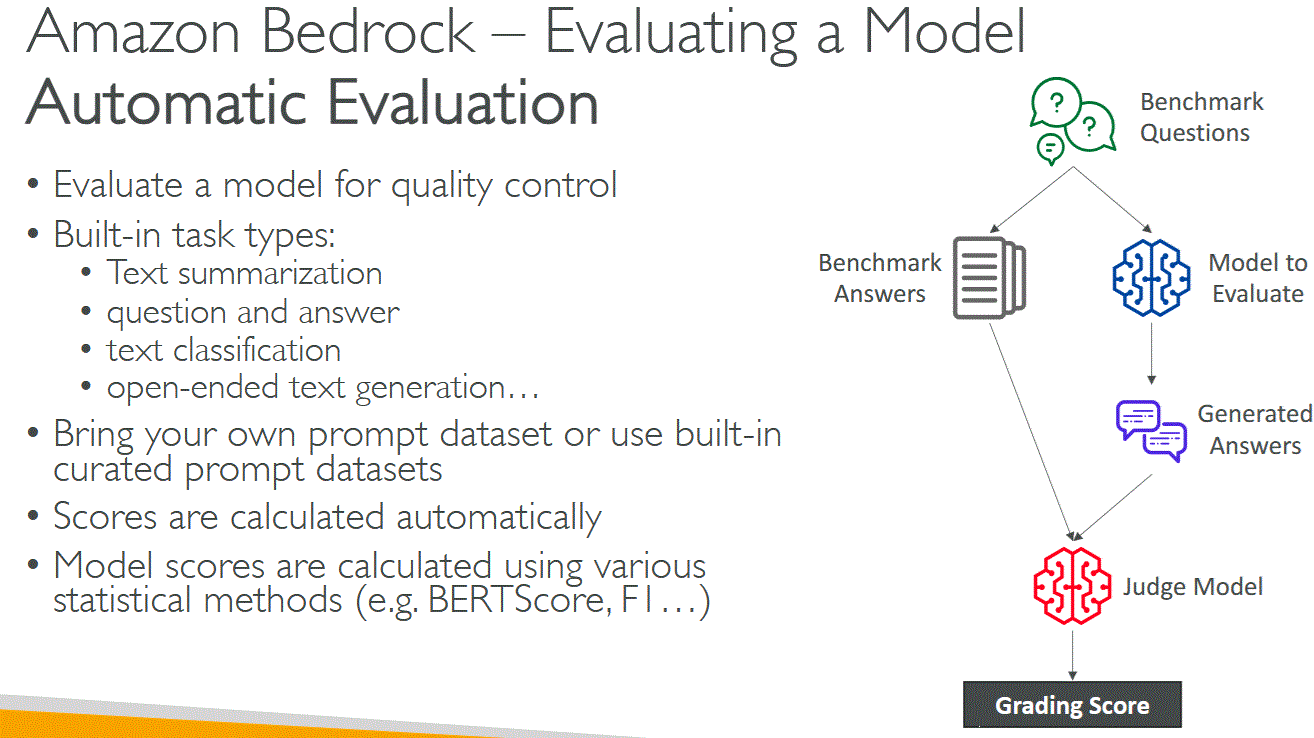 Amazon Bedrock – Evaluating a Model
Automatic Evaluation
• Evaluate a model for quality control
• Built-in task types:
• Text summarization
• question and answer
• text classification
• open-ended text generation…
• Bring your own prompt dataset or use built-in
curated prompt datasets
• Scores are calculated automatically
• Model scores are calculated using various
statistical methods (e.g. BERTScore, F1…)
? 
?
Benchmark
Questions
Benchmark
Answers
Model to
Evaluate
Generated
Answers
Judge Model
Grading Score